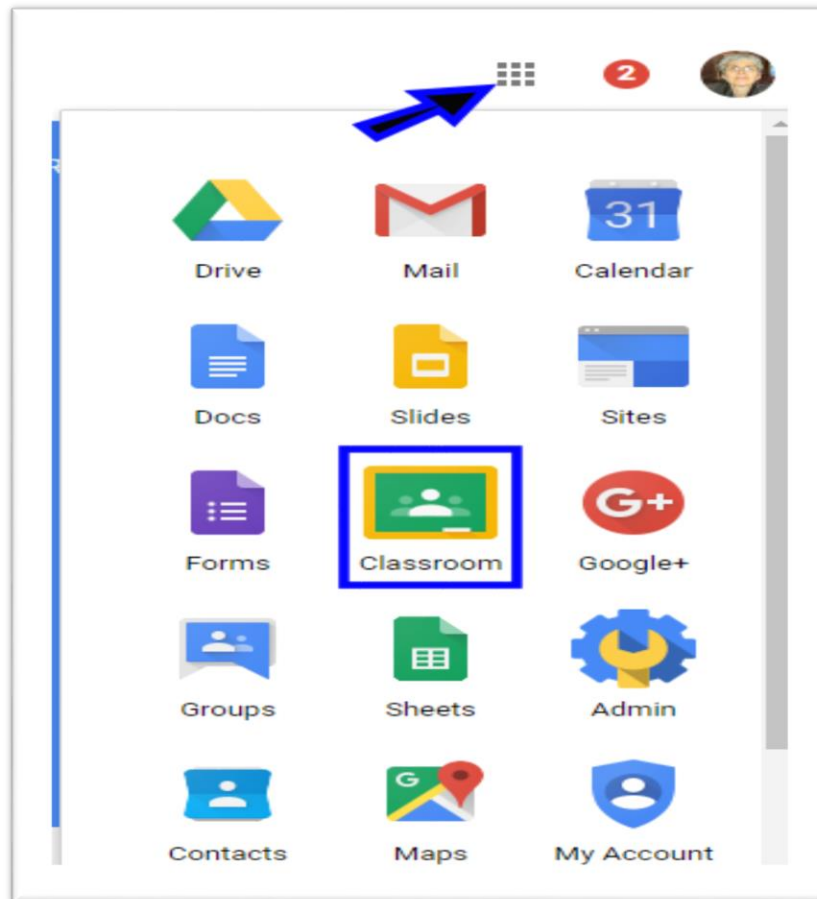 2
R
31
Drive Mail Calendar
Docs Slides Sites
G+
Forms Classroom Google+
Groups Sheets Admin
G
Contacts Maps My Account